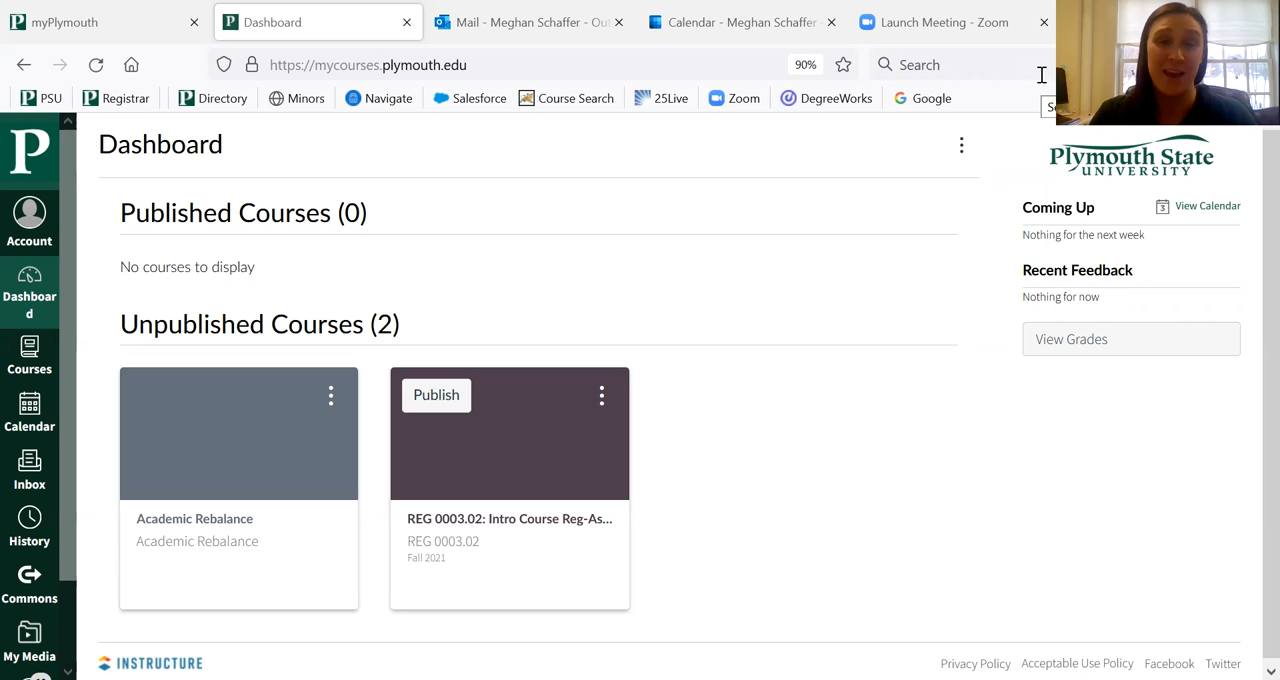 myPlymouth
Dashboard
Mail - Meghan Schaffer - Out
Calendar - Meghan Schaffer -
Launch Meeting - Zoom
https://mycourses.plymouth.edu
90%
Search
PSU
Registrar
Directory
Minors
Navigate
Salesforce
Course Search
25Live
Zoom
DegreeWorks
Google
P
Account
Dashboar
d
Courses
Calendar
Inbox
History
Commons
My Media
Dashboard
Published Courses (0)
No courses to display
Unpublished Courses (2)
Academic Rebalance
Academic Rebalance
Publish
REG 0003.02: Intro Course Reg-As...
REG 0003.02
Fall 2021
Plymouth State
UNIVERSITY
Coming Up
View Calendar
Nothing for the next week
Recent Feedback
Nothing for now
View Grades
INSTRUCTURE
Privacy Policy
Acceptable Use Policy
Facebook
Twitter